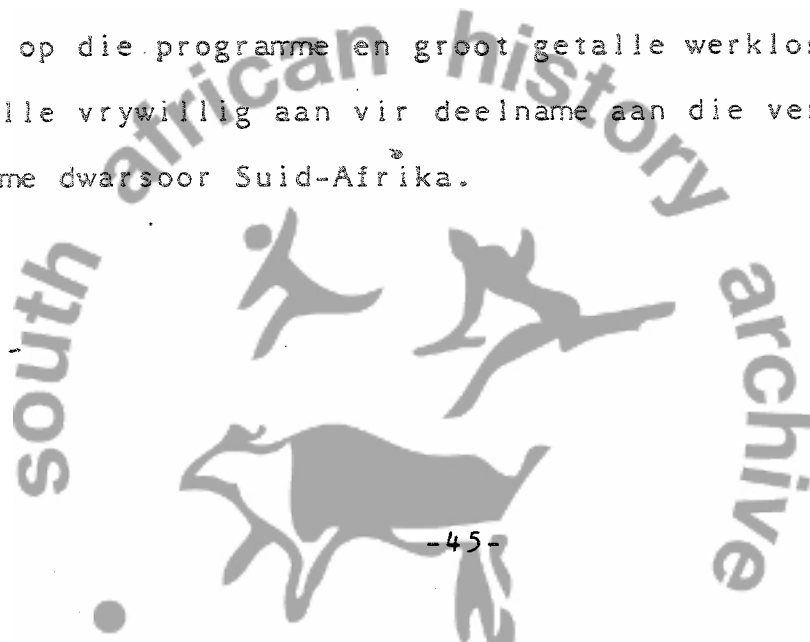 op die programme en groot getalle werklo
lle vrywillig aan vir deelname aan die ve
me dwarsoor Suid-Afrika.
south african history archive
-45-